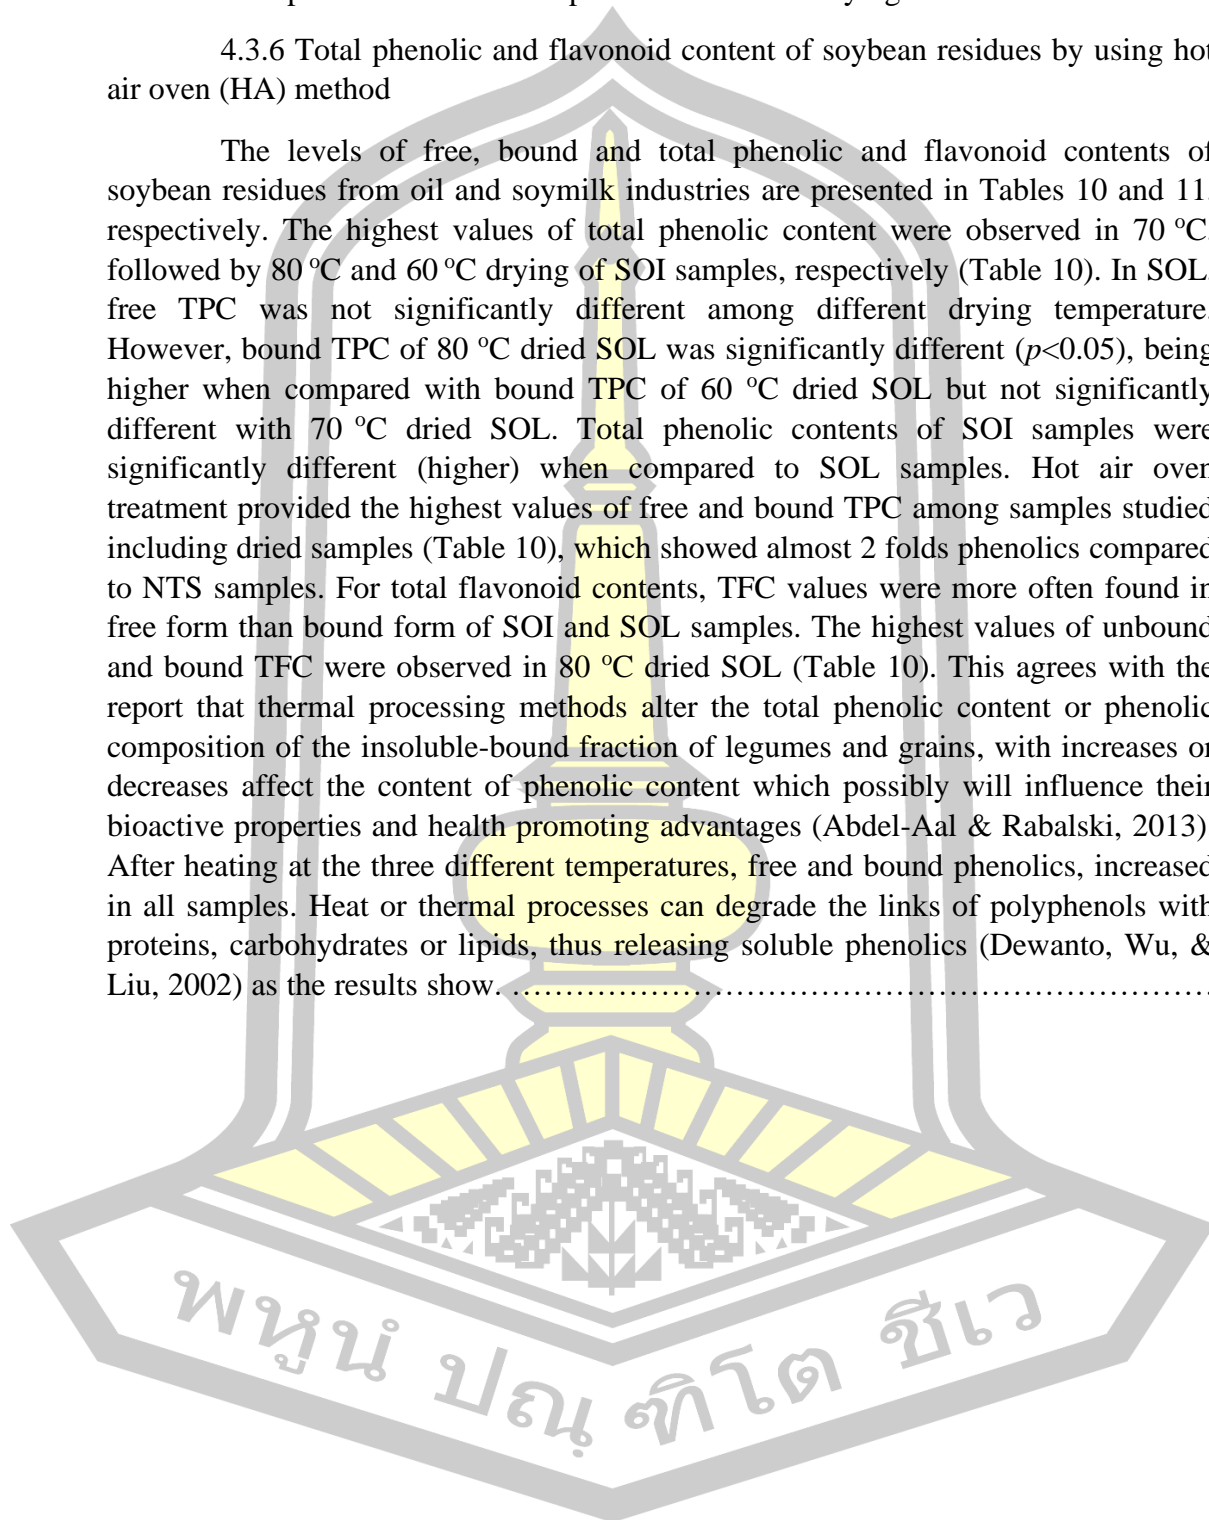 4.3.6 Total phenolic and flavonoid content of soybean residues by using hot
air oven (HA) method
The levels of free, bound and total phenolic and flavonoid contents of
soybean residues from oil and soymilk industries are presented in Tables 10 and 11,
respectively. The highest values of total phenolic content were observed in 70 °C,
followed by 80 °C and 60 °C drying of SOI samples, respectively (Table 10). In SOL,
free TPC was not significantly different among different drying temperature.
However, bound TPC of 80 °C dried SOL was significantly different (p<0.05), being
higher when compared with bound TPC of 60 °C dried SOL but not significantly
different with 70 °C dried SOL. Total phenolic contents of SOI samples were
significantly different (higher) when compared to SOL samples. Hot air oven
treatment provided the highest values of free and bound TPC among samples studied
including dried samples (Table 10), which showed almost 2 folds phenolics compared
to NTS samples. For total flavonoid contents, TFC values were more often found in
free form than bound form of SOI and SOL samples. The highest values of unbound
and bound TFC were observed in 80 °C dried SOL (Table 10). This agrees with the
report that thermal processing methods alter the total phenolic content or phenolic
composition of the insoluble-bound fraction of legumes and grains, with increases or
decreases affect the content of phenolic content which possibly will influence their
bioactive properties and health promoting advantages (Abdel-Aal & Rabalski, 2013)
After heating at the three different temperatures, free and bound phenolics, increased
in all samples. Heat or thermal processes can degrade the links of polyphenols with
proteins, carbohydrates or lipids, thus releasing soluble phenolics (Dewanto, Wu, &
Liu, 2002) as the results show. ……………………………………………………………
พหูนํ ปณฺฑิโต ชีเว